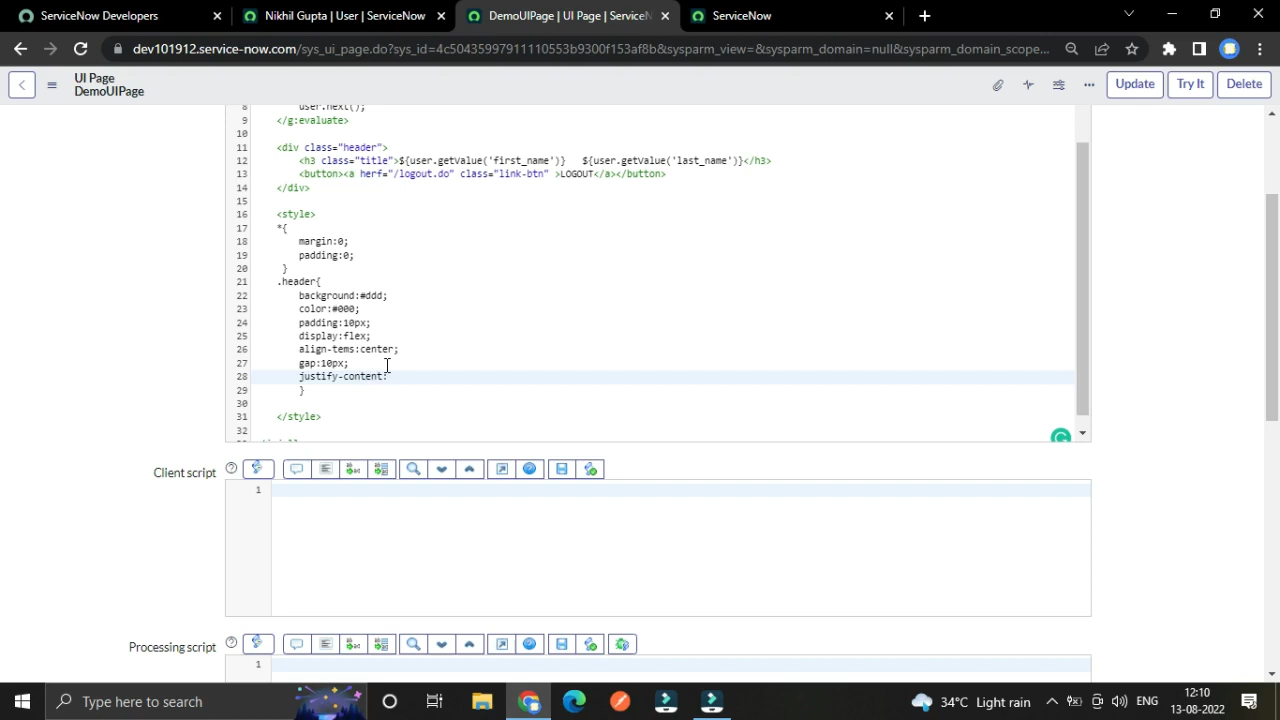 ServiceNow Developers
Nikhil Gupta | User | ServiceNow
DemoUIPage | UI Page | ServiceN
ServiceNow
dev101912.service-now.com/sys_ui_page.do?sys_id=4c50435997911110553b9300f153af8b&sysparm_view=&sysparm_domain=null&sysparm_domain_scope...
UI Page
DemoUIPage
Update
Try It
Delete
8 user.next();
9 </g:evaluate>
10
11 <div class="header">
12 <h3 class="title">${user.getValue('first_name')} ${user.getValue('last_name')}</h3>
13 <button><a herf="/logout.do" class="link-btn" >LOGOUT</a></button>
14 </div>
15
16 <style>
17 *{
18 margin:0;
19 padding:0;
20 }
21 .header{
22 background:#ddd;
23 color:#000;
24 padding:10px;
25 display:flex;
26 align-tems:center;
27 gap:10px;
28 justify-content:
29 }
30
31 </style>
32
Client script
1
Processing script
1
Type here to search
34°C Light rain
ENG
12:10
13-08-2022